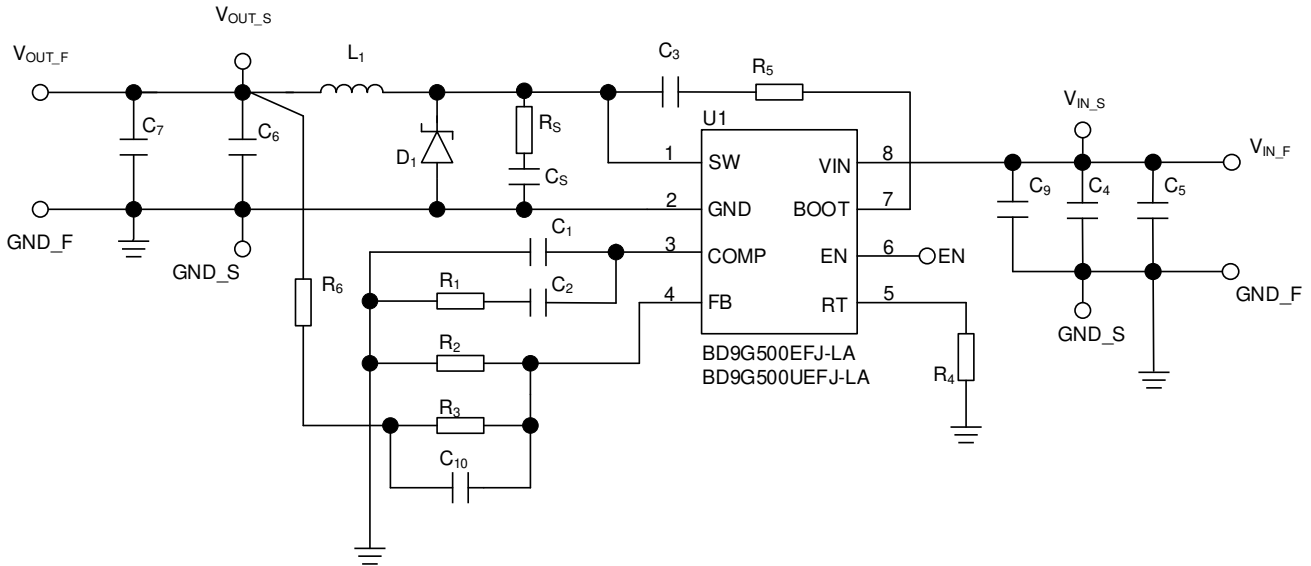 VOUT_S
VOUT_F
L1
C3
R5
VIN_S
VIN_F
U1
C7
C6
D1
RS
CS
1
2
3
4
SW
GND
COMP
FB
VIN
BOOT
EN
RT
8
7
6
5
EN
C9
C4
C5
GND_F
GND_S
C1
R1
C2
R6
R2
R3
C10
R4
GND_S
GND_F
BD9G500EFJ-LA
BD9G500UEFJ-LA